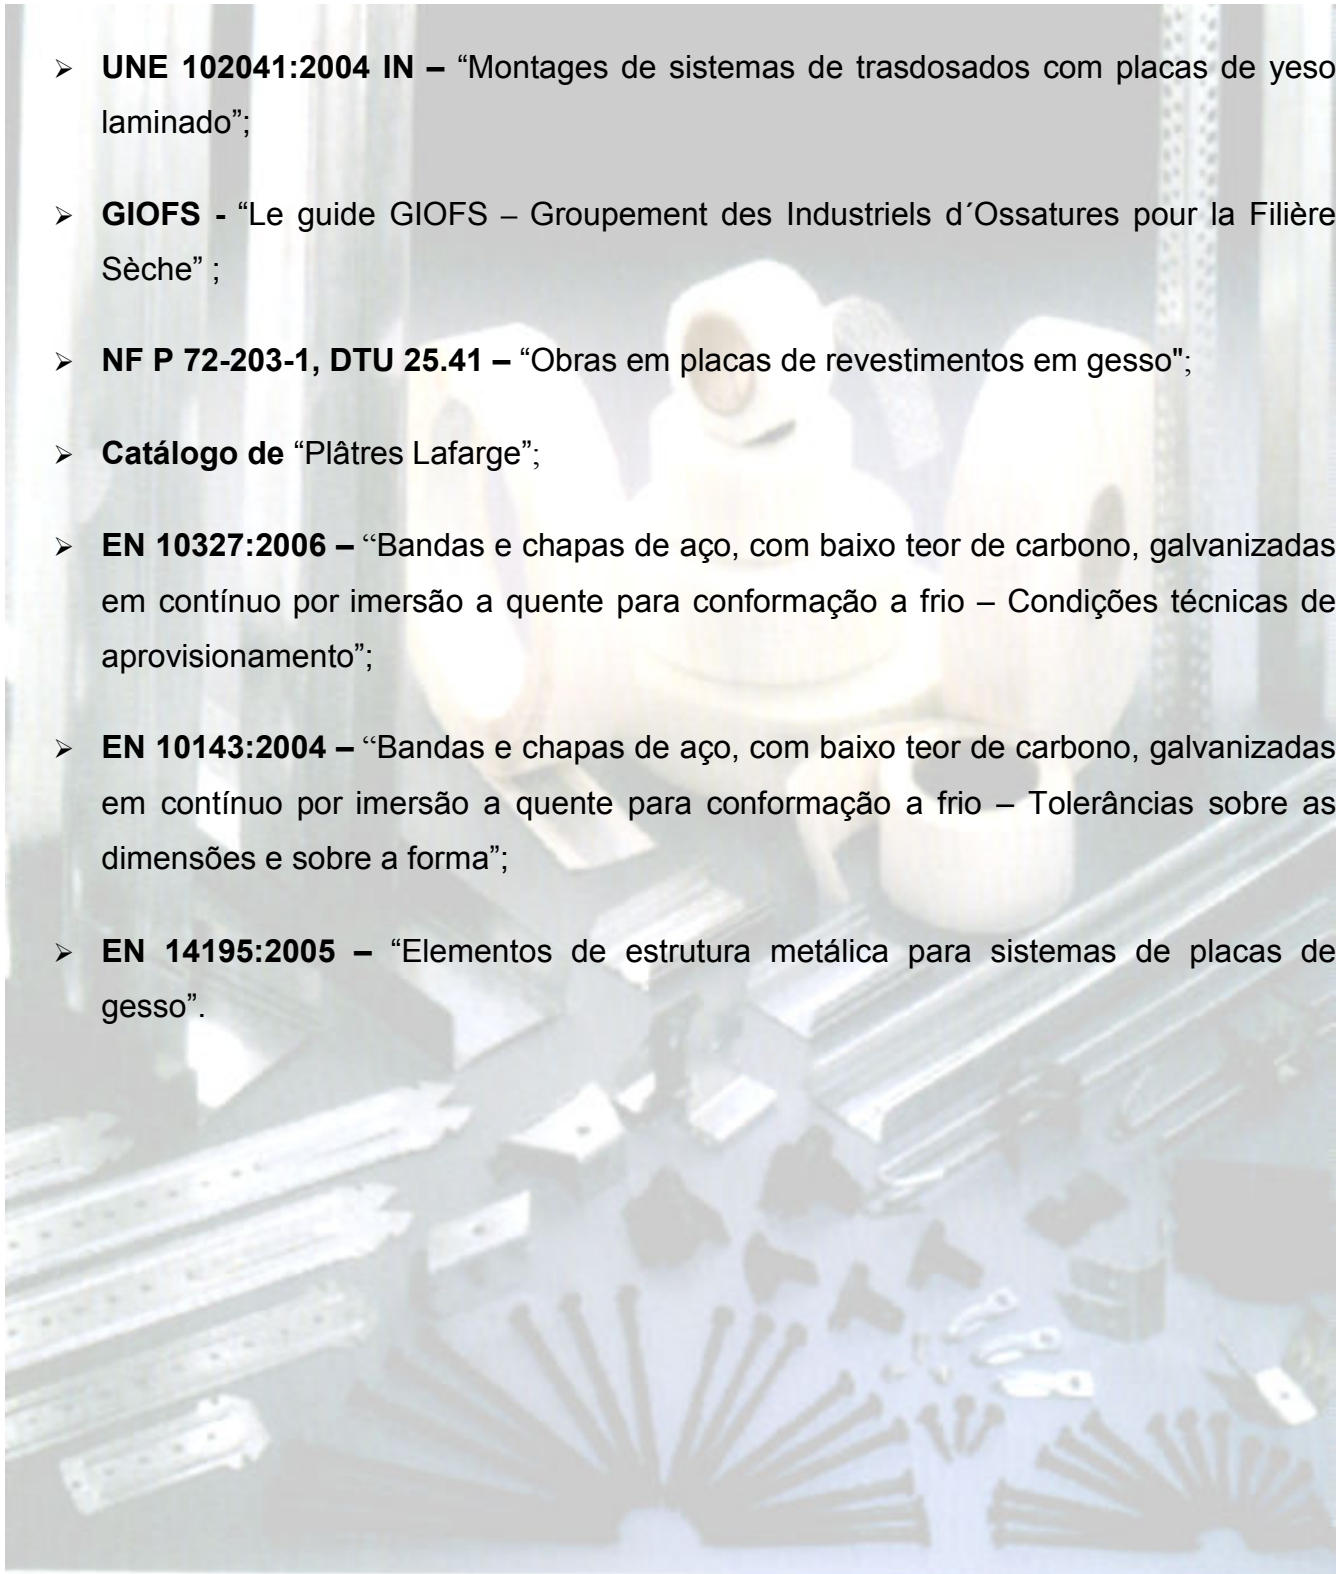 ➢ UNE 102041:2004 IN – “Montages de sistemas de trasdosados com placas de yeso
laminado”;
➢ GIOFS - “Le guide GIOFS – Groupement des Industriels d´Ossatures pour la Filière
Sèche” ;
➢ NF P 72-203-1, DTU 25.41 – “Obras em placas de revestimentos em gesso";
➢ Catálogo de “Plâtres Lafarge”;
➢ EN 10327:2006 – “Bandas e chapas de aço, com baixo teor de carbono, galvanizadas
em contínuo por imersão a quente para conformação a frio – Condições técnicas de
aprovisionamento”;
➢ EN 10143:2004 – “Bandas e chapas de aço, com baixo teor de carbono, galvanizadas
em contínuo por imersão a quente para conformação a frio – Tolerâncias sobre as
dimensões e sobre a forma”;
➢ EN 14195:2005 – “Elementos de estrutura metálica para sistemas de placas de
gesso”.